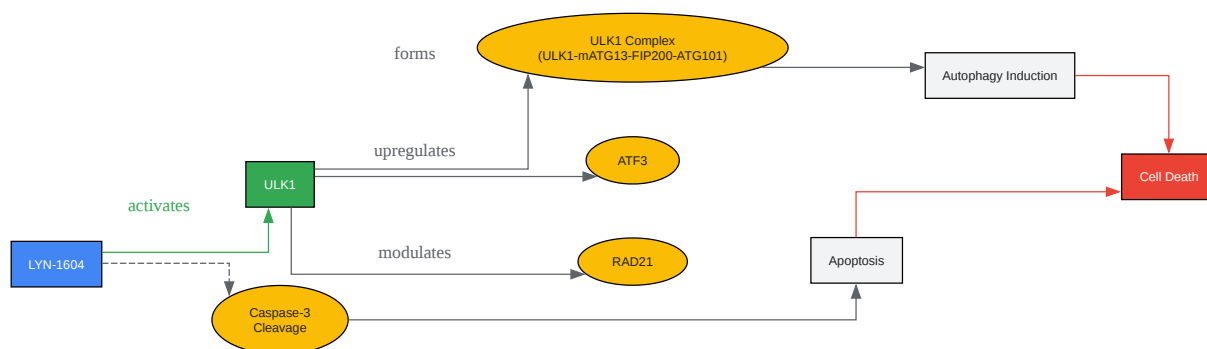 ULK1 Complex
(ULK1-mATG13-FIP200-ATG101)
forms
Autophagy Induction
upregulates
ATF3
Cell Death
ULK1
activates
modulates
RAD21
Apoptosis
LYN-1604
Caspase-3
Cleavage